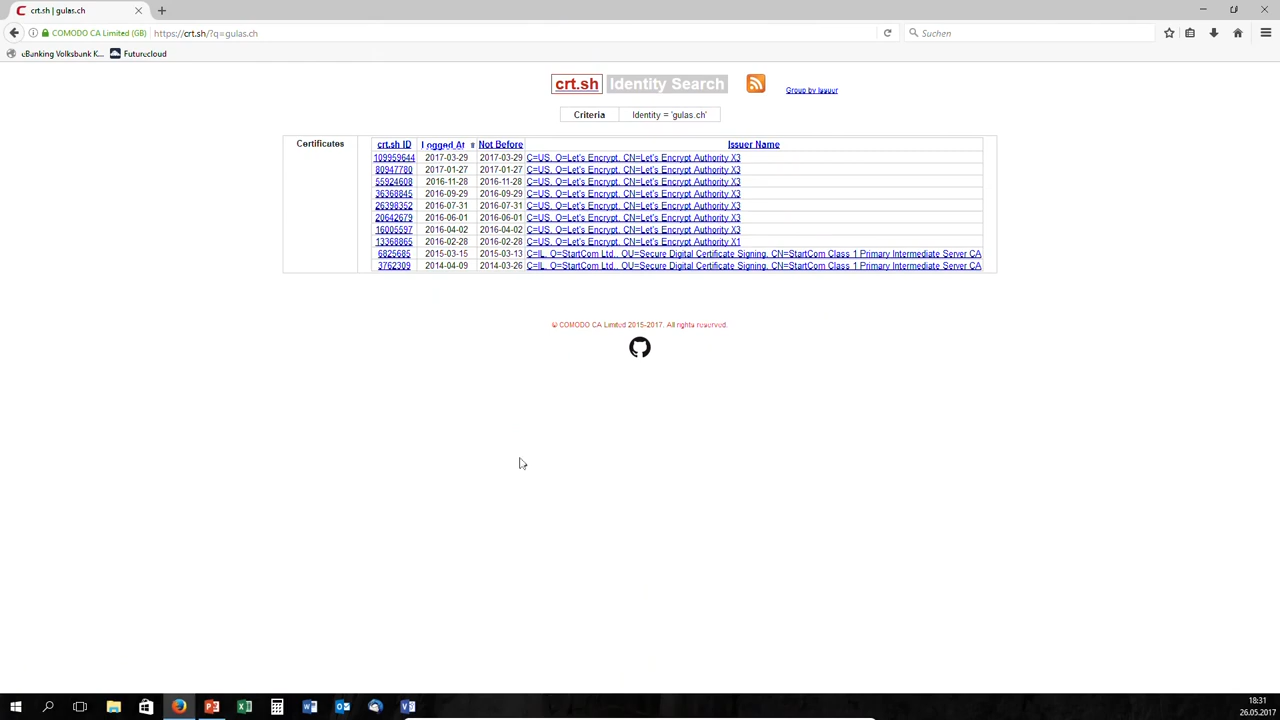 crt.sh | gulas.ch
COMODO CA Limited (GB) https://crt.sh/?q=gulas.ch
Suchen
eBanking Volksbank K... Futurecloud
crt.sh Identity Search Group by Issuer
Criteria Identity = 'gulas.ch'
Certificates crt.sh ID Logged At ⇧ Not Before Issuer Name
109959644 2017-03-29 2017-03-29 C=US, O=Let's Encrypt, CN=Let's Encrypt Authority X3
80947780 2017-01-27 2017-01-27 C=US, O=Let's Encrypt, CN=Let's Encrypt Authority X3
55924608 2016-11-28 2016-11-28 C=US, O=Let's Encrypt, CN=Let's Encrypt Authority X3
36368845 2016-09-29 2016-09-29 C=US, O=Let's Encrypt, CN=Let's Encrypt Authority X3
26398352 2016-07-31 2016-07-31 C=US, O=Let's Encrypt, CN=Let's Encrypt Authority X3
20642679 2016-06-01 2016-06-01 C=US, O=Let's Encrypt, CN=Let's Encrypt Authority X3
16005597 2016-04-02 2016-04-02 C=US, O=Let's Encrypt, CN=Let's Encrypt Authority X3
13368865 2016-02-28 2016-02-28 C=US, O=Let's Encrypt, CN=Let's Encrypt Authority X1
6825685 2015-03-15 2015-03-13 C=IL, O=StartCom Ltd., OU=Secure Digital Certificate Signing, CN=StartCom Class 1 Primary Intermediate Server CA
3762309 2014-04-09 2014-03-26 C=IL, O=StartCom Ltd., OU=Secure Digital Certificate Signing, CN=StartCom Class 1 Primary Intermediate Server CA
© COMODO CA Limited 2015-2017. All rights reserved.
18:31
26.05.2017